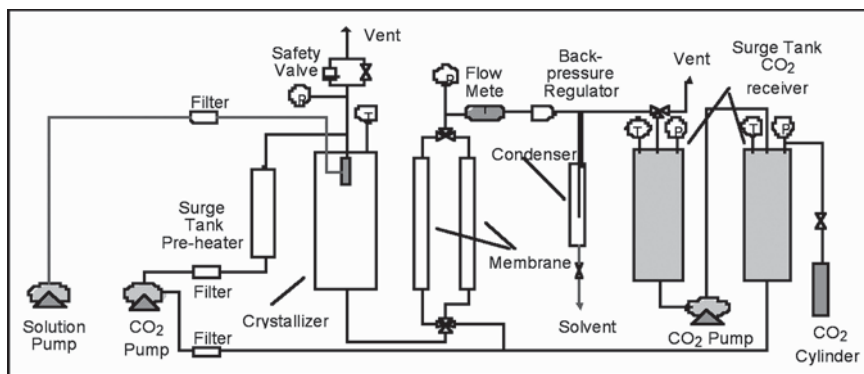 Vent
Safety
Valve
P
T
Filter
Surge
Tank
Pre-heater
Filter
Solution
Pump
CO2
Pump
Filter
Crystallizer
P
Flow
Mete
Back-
pressure
Regulator
Condenser
Membrane
Solvent
Vent
Surge Tank
CO2
receiver
T
P
T
P
CO2 Pump
CO2
Cylinder